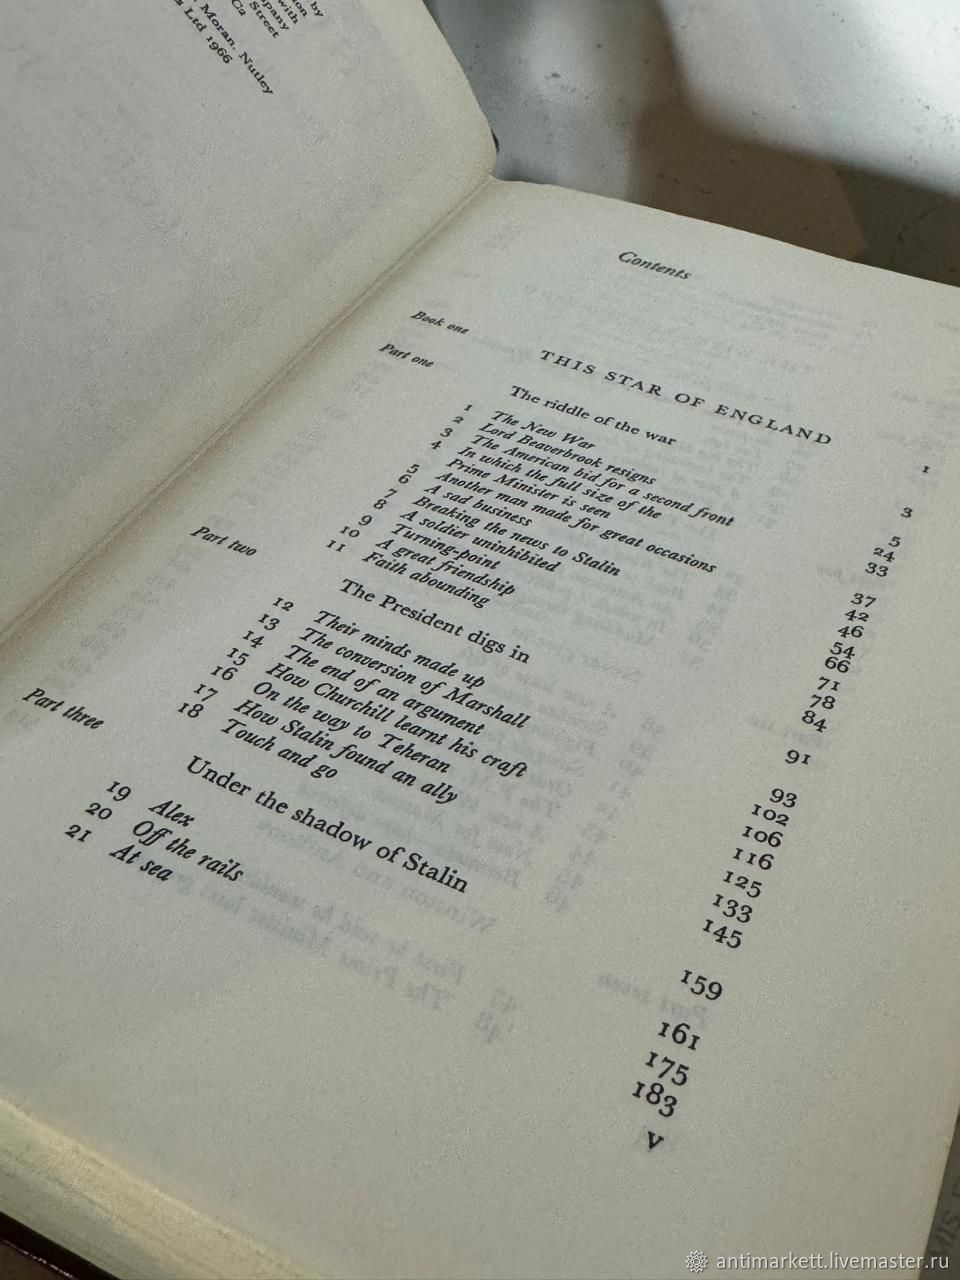 on by
with
mpany
Street
Ca
Moran, Nutley
s Ltd 1966
Contents
Book one THIS STAR OF ENGLAND 1
Part one The riddle of the war 3
1 The New War 5
2 Lord Beaverbrook resigns 24
3 The American bid for a second front 33
4 In which the full size of the
Prime Minister is seen 37
5 Another man made for great occasions 42
6 A sad business 46
7 Breaking the news to Stalin 54
8 A soldier uninhibited 66
9 Turning-point 71
10 A great friendship 78
11 Faith abounding 84
Part two The President digs in 91
12 Their minds made up 93
13 The conversion of Marshall 102
14 The end of an argument 106
15 How Churchill learnt his craft 116
16 On the way to Teheran 125
17 How Stalin found an ally 133
18 Touch and go 145
Part three Under the shadow of Stalin 159
19 Alex 161
20 Off the rails 175
21 At sea 183
v
antimarkett.livemaster.ru